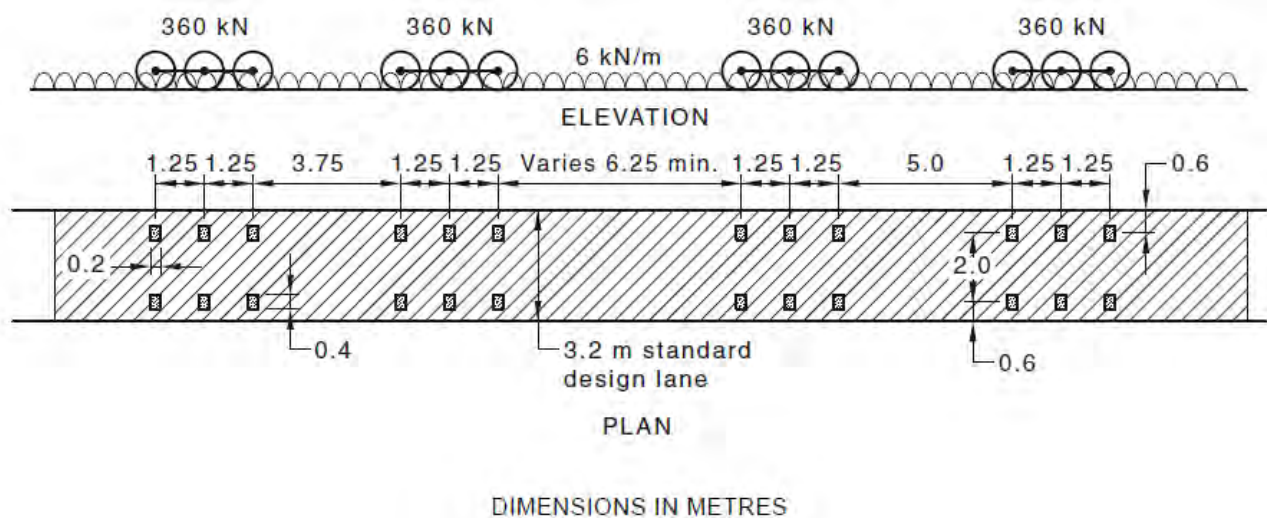 360 kN 360 kN 360 kN 360 kN
6 kN/m
ELEVATION
1.25 1.25 3.75 1.25 1.25 Varies 6.25 min. 1.25 1.25 5.0 1.25 1.25 0.6
0.2
2.0
0.4
3.2 m standard
design lane
0.6
PLAN
DIMENSIONS IN METRES